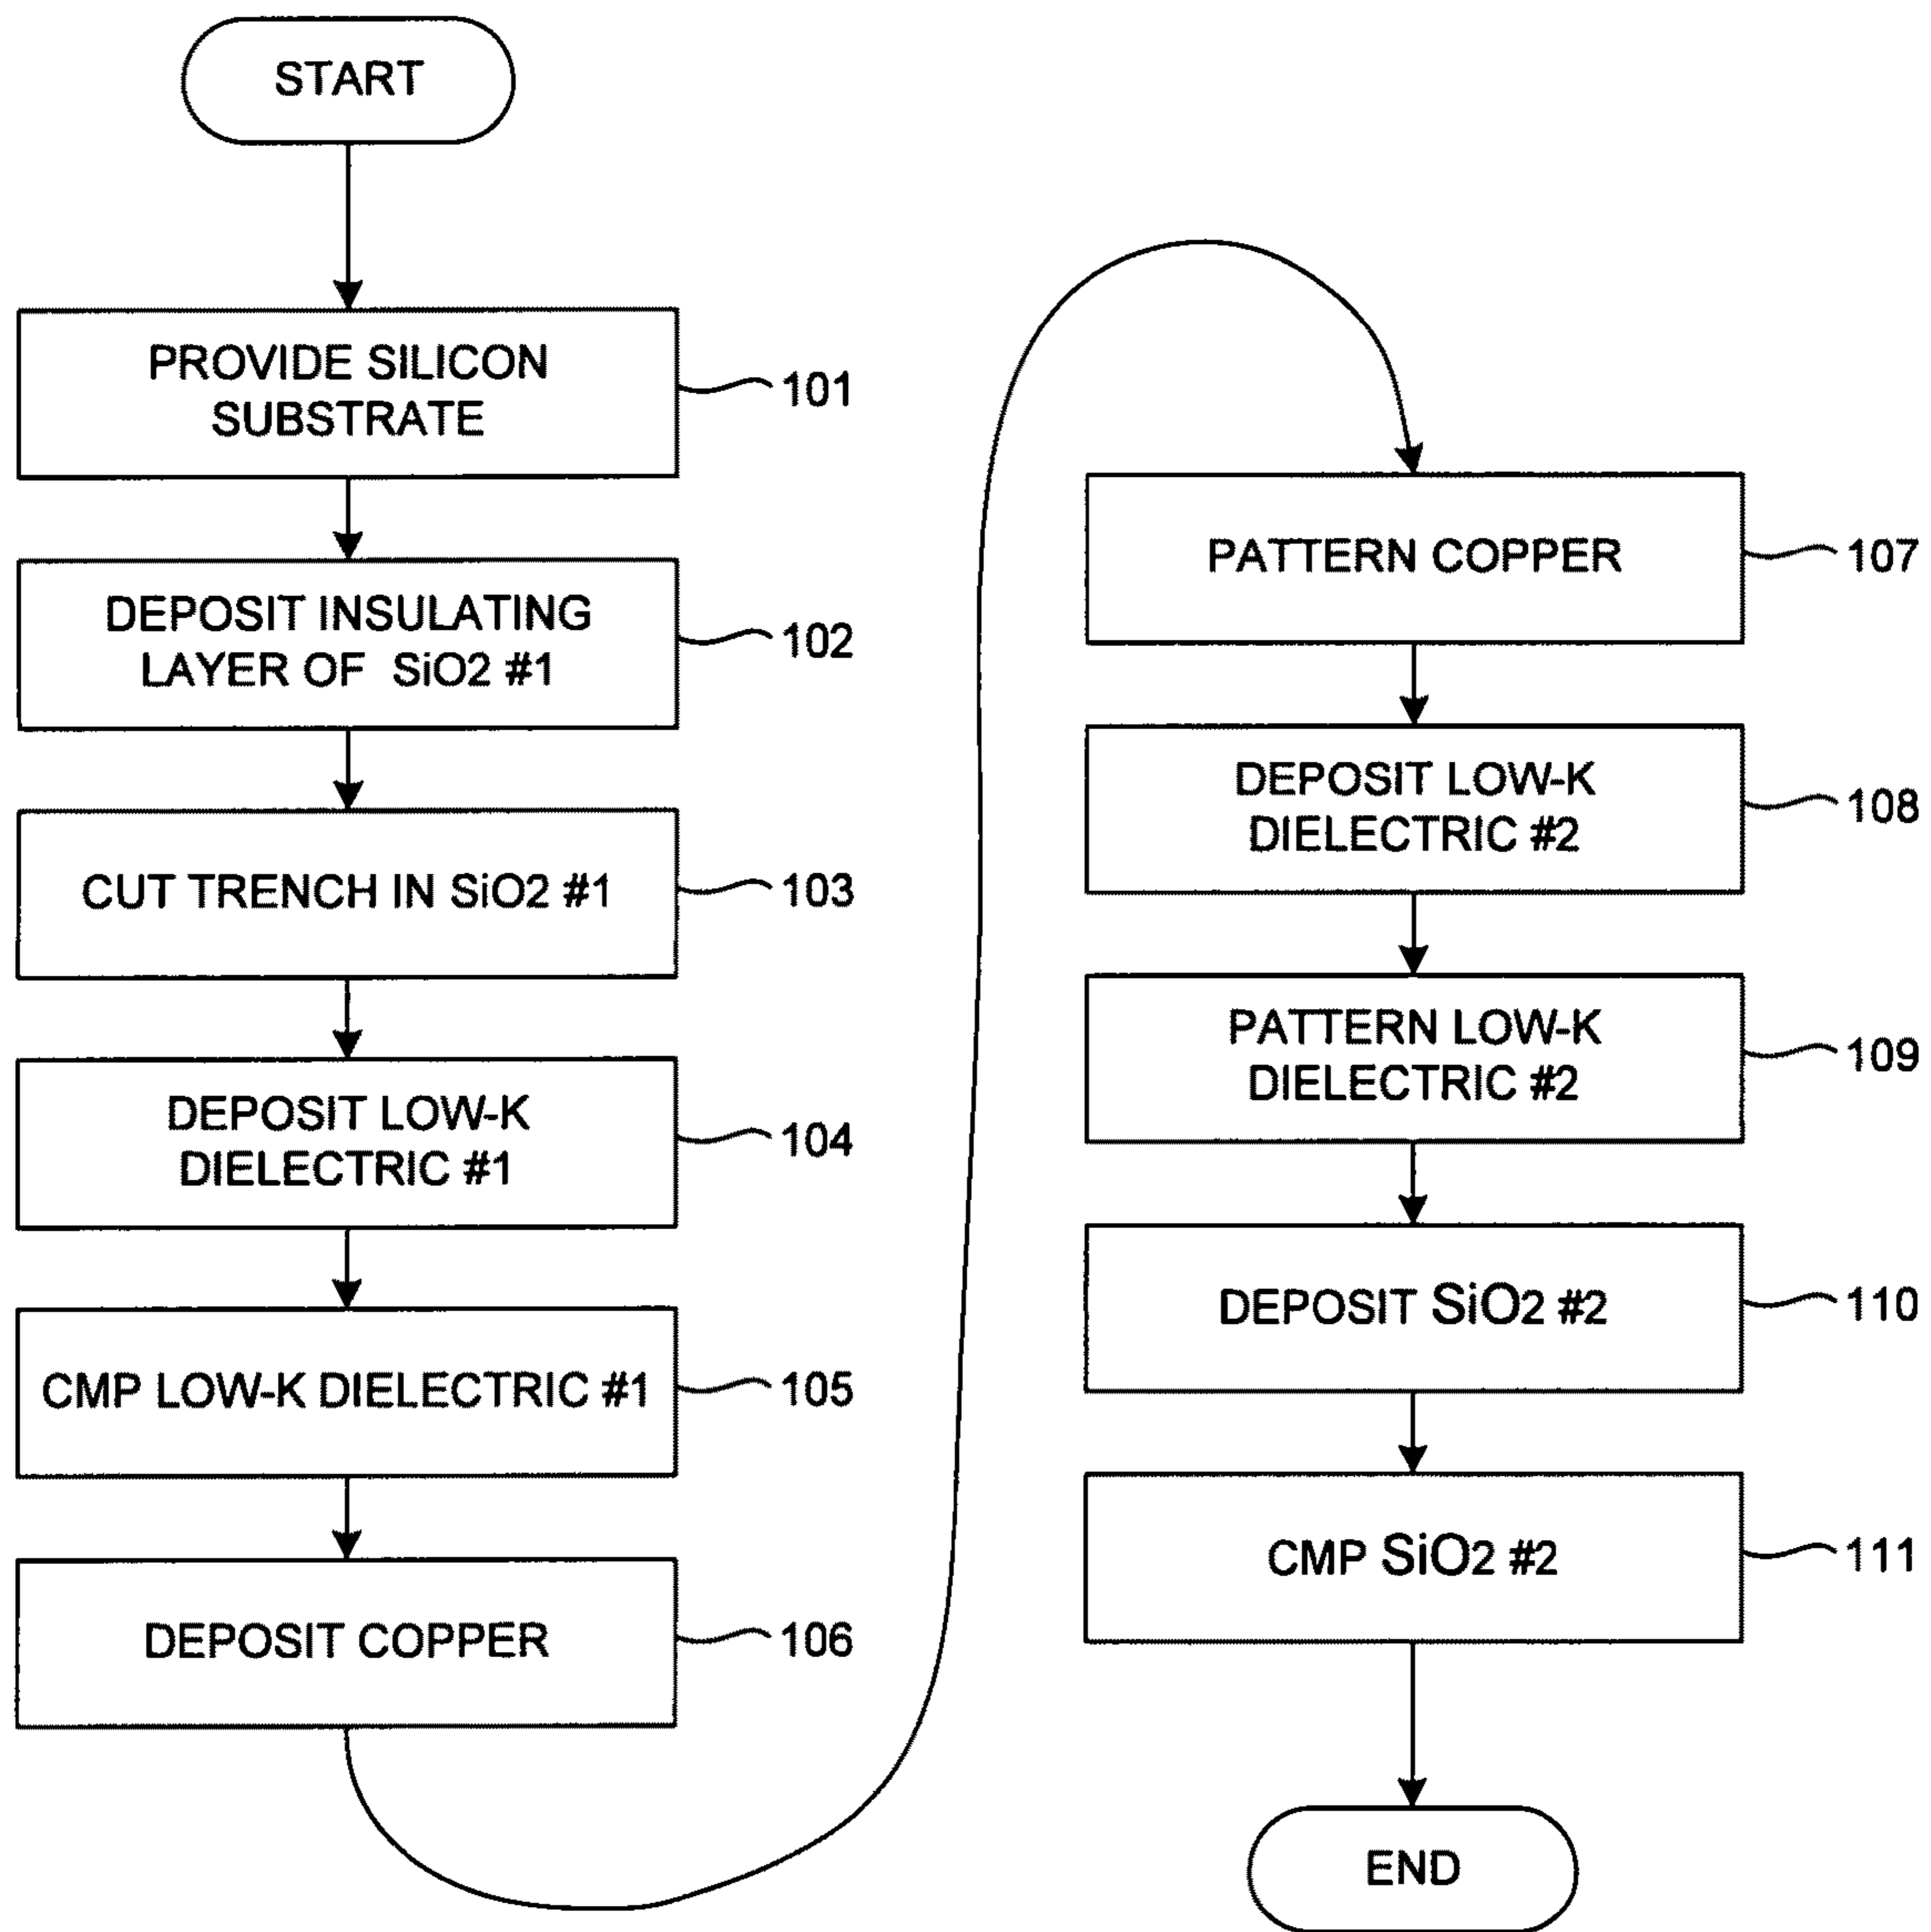 START
PROVIDE SILICON
SUBSTRATE
101
DEPOSIT INSULATING
LAYER OF SiO2 #1
102
CUT TRENCH IN SiO2 #1
103
DEPOSIT LOW-K
DIELECTRIC #1
104
CMP LOW-K DIELECTRIC #1
105
DEPOSIT COPPER
106
PATTERN COPPER
107
DEPOSIT LOW-K
DIELECTRIC #2
108
PATTERN LOW-K
DIELECTRIC #2
109
DEPOSIT SiO2 #2
110
CMP SiO2 #2
111
END